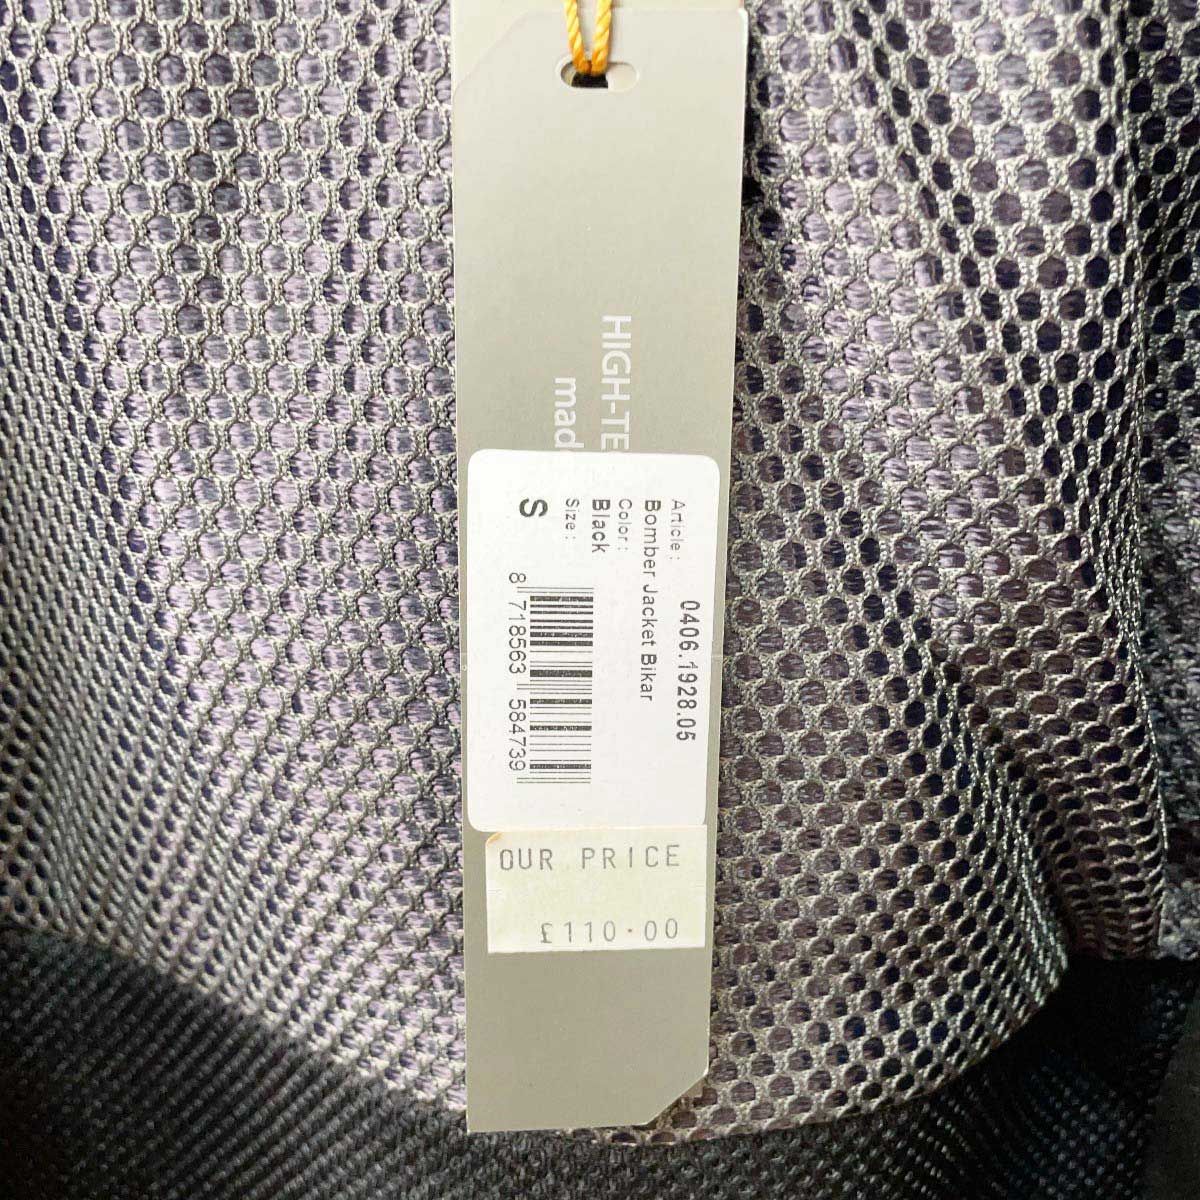 HIGH-TE
mad
0406.1928.05
Article:
Bomber Jacket Bikar
Color:
Black
Size:
S
8 718563 584739
OUR PRICE
£110.00